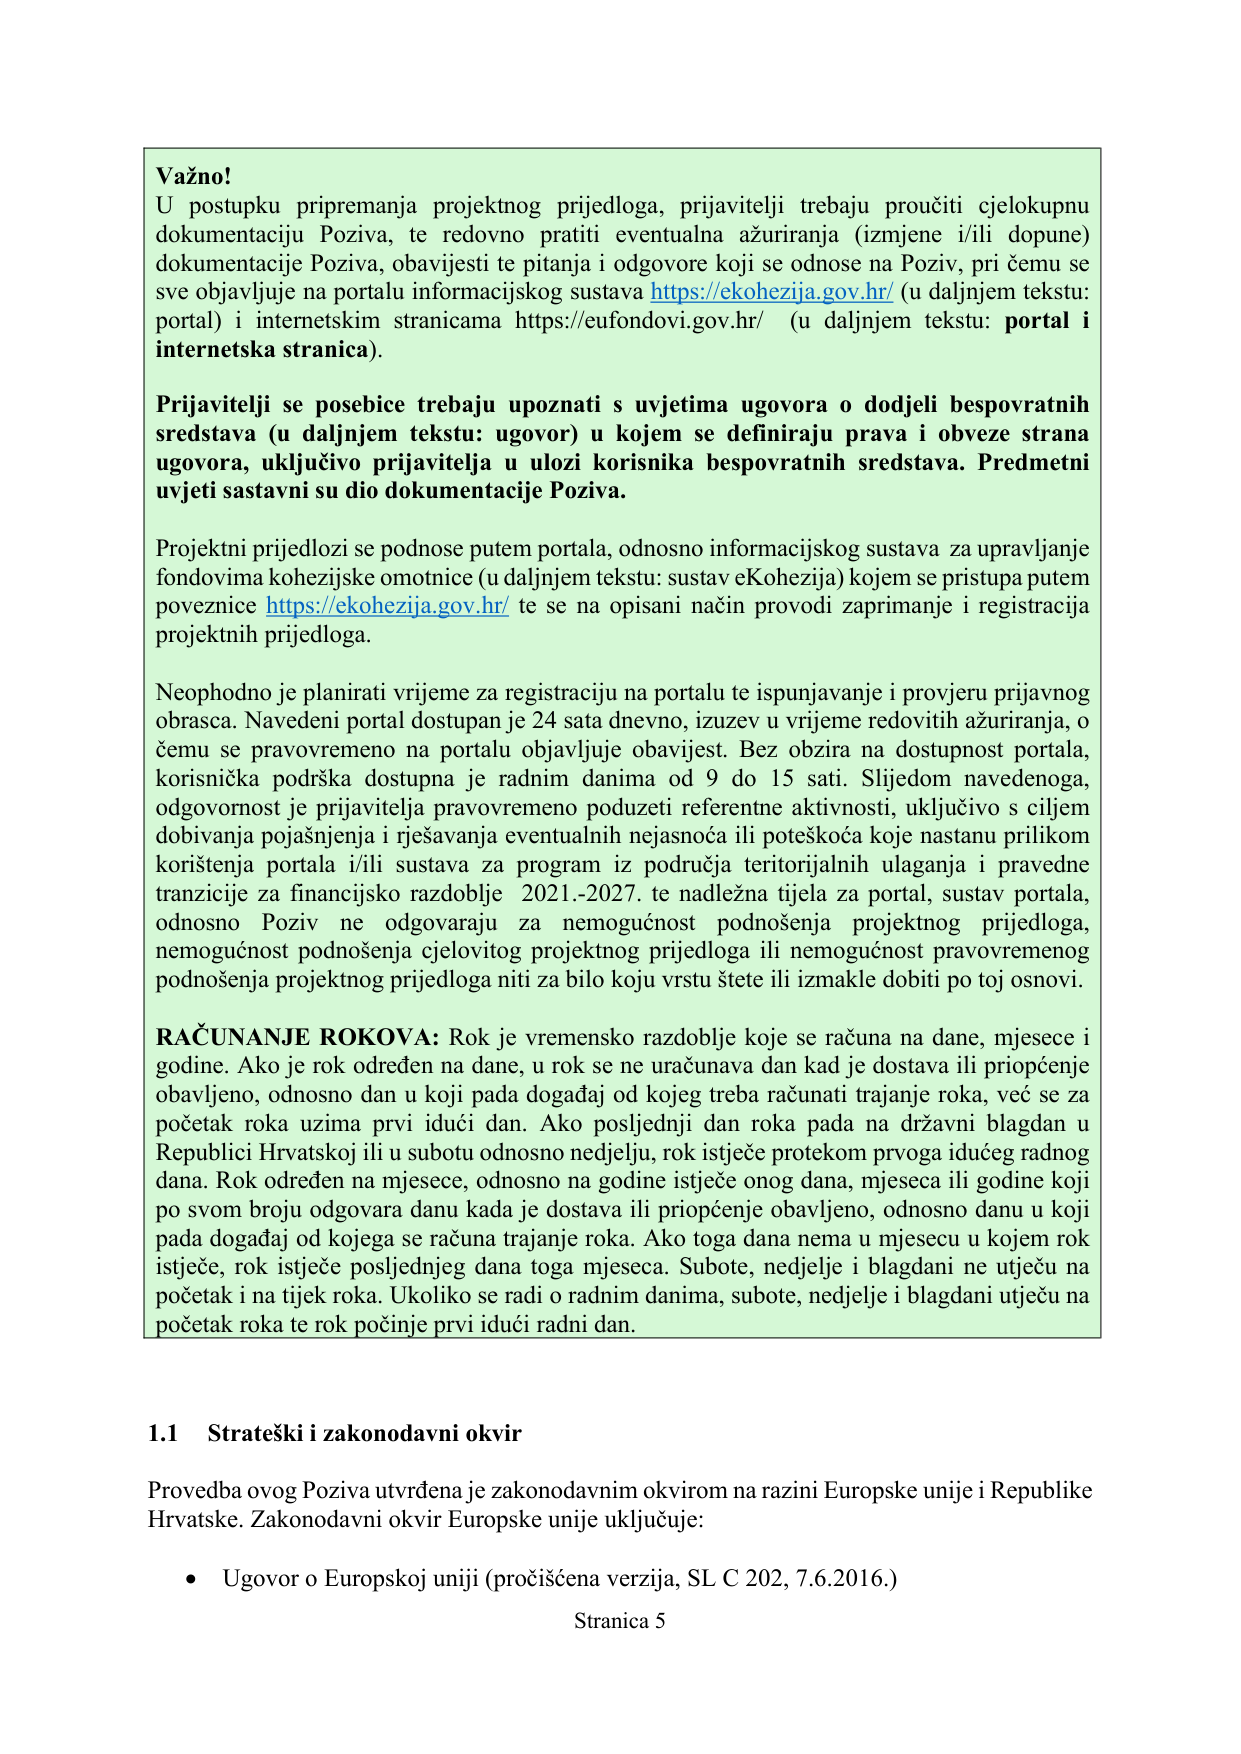 Važno!
U postupku pripremanja projektnog prijedloga, prijavitelji trebaju proučiti cjelokupnu
dokumentaciju Poziva, te redovno pratiti eventualna ažuriranja (izmjene i/ili dopune)
dokumentacije Poziva, obavijesti te pitanja i odgovore koji se odnose na Poziv, pri čemu se
sve objavljuje na portalu informacijskog sustava https://ekohezija.gov.hr/ (u daljnjem tekstu:
portal) i internetskim stranicama https://eufondovi.gov.hr/ (u daljnjem tekstu: portal i
internetska stranica).
Prijavitelji se posebice trebaju upoznati s uvjetima ugovora o dodjeli bespovratnih
sredstava (u daljnjem tekstu: ugovor) u kojem se definiraju prava i obveze strana
ugovora, uključivo prijavitelja u ulozi korisnika bespovratnih sredstava. Predmetni
uvjeti sastavni su dio dokumentacije Poziva.
Projektni prijedlozi se podnose putem portala, odnosno informacijskog sustava za upravljanje
fondovima kohezijske omotnice (u daljnjem tekstu: sustav eKohezija) kojem se pristupa putem
poveznice https://ekohezija.gov.hr/ te se na opisani način provodi zaprimanje i registracija
projektnih prijedloga.
Neophodno je planirati vrijeme za registraciju na portalu te ispunjavanje i provjeru prijavnog
obrasca. Navedeni portal dostupan je 24 sata dnevno, izuzev u vrijeme redovitih ažuriranja, o
čemu se pravovremeno na portalu objavljuje obavijest. Bez obzira na dostupnost portala,
korisnička podrška dostupna je radnim danima od 9 do 15 sati. Slijedom navedenoga,
odgovornost je prijavitelja pravovremeno poduzeti referentne aktivnosti, uključivo s ciljem
dobivanja pojašnjenja i rješavanja eventualnih nejasnoća ili poteškoća koje nastanu prilikom
korištenja portala i/ili sustava za program iz područja teritorijalnih ulaganja i pravedne
tranzicije za financijsko razdoblje 2021.-2027. te nadležna tijela za portal, sustav portala,
odnosno Poziv ne odgovaraju za nemogućnost podnošenja projektnog prijedloga,
nemogućnost podnošenja cjelovitog projektnog prijedloga ili nemogućnost pravovremenog
podnošenja projektnog prijedloga niti za bilo koju vrstu štete ili izmakle dobiti po toj osnovi.
RAČUNANJE ROKOVA: Rok je vremensko razdoblje koje se računa na dane, mjesece i
godine. Ako je rok određen na dane, u rok se ne uračunava dan kad je dostava ili priopćenje
obavljeno, odnosno dan u koji pada događaj od kojeg treba računati trajanje roka, već se za
početak roka uzima prvi idući dan. Ako posljednji dan roka pada na državni blagdan u
Republici Hrvatskoj ili u subotu odnosno nedjelju, rok istječe protekom prvoga idućeg radnog
dana. Rok određen na mjesece, odnosno na godine istječe onog dana, mjeseca ili godine koji
po svom broju odgovara danu kada je dostava ili priopćenje obavljeno, odnosno danu u koji
pada događaj od kojega se računa trajanje roka. Ako toga dana nema u mjesecu u kojem rok
istječe, rok istječe posljednjeg dana toga mjeseca. Subote, nedjelje i blagdani ne utječu na
početak i na tijek roka. Ukoliko se radi o radnim danima, subote, nedjelje i blagdani utječu na
početak roka te rok počinje prvi idući radni dan.
1.1 Strateški i zakonodavni okvir
Provedba ovog Poziva utvrđena je zakonodavnim okvirom na razini Europske unije i Republike
Hrvatske. Zakonodavni okvir Europske unije uključuje:
• Ugovor o Europskoj uniji (pročišćena verzija, SL C 202, 7.6.2016.)
Stranica 5